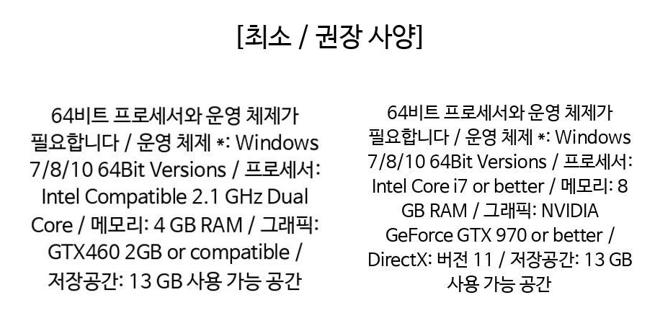 [최소 / 권장 사양]
64비트 프로세서와 운영 체제가
필요합니다 / 운영 체제 *: Windows
7/8/10 64Bit Versions / 프로세서:
Intel Compatible 2.1 GHz Dual
Core / 메모리: 4 GB RAM / 그래픽:
GTX460 2GB or compatible /
저장공간: 13 GB 사용 가능 공간
64비트 프로세서와 운영 체제가
필요합니다 / 운영 체제 *: Windows
7/8/10 64Bit Versions / 프로세서:
Intel Core i7 or better / 메모리: 8
GB RAM / 그래픽: NVIDIA
GeForce GTX 970 or better /
DirectX: 버전 11 / 저장공간: 13 GB
사용 가능 공간